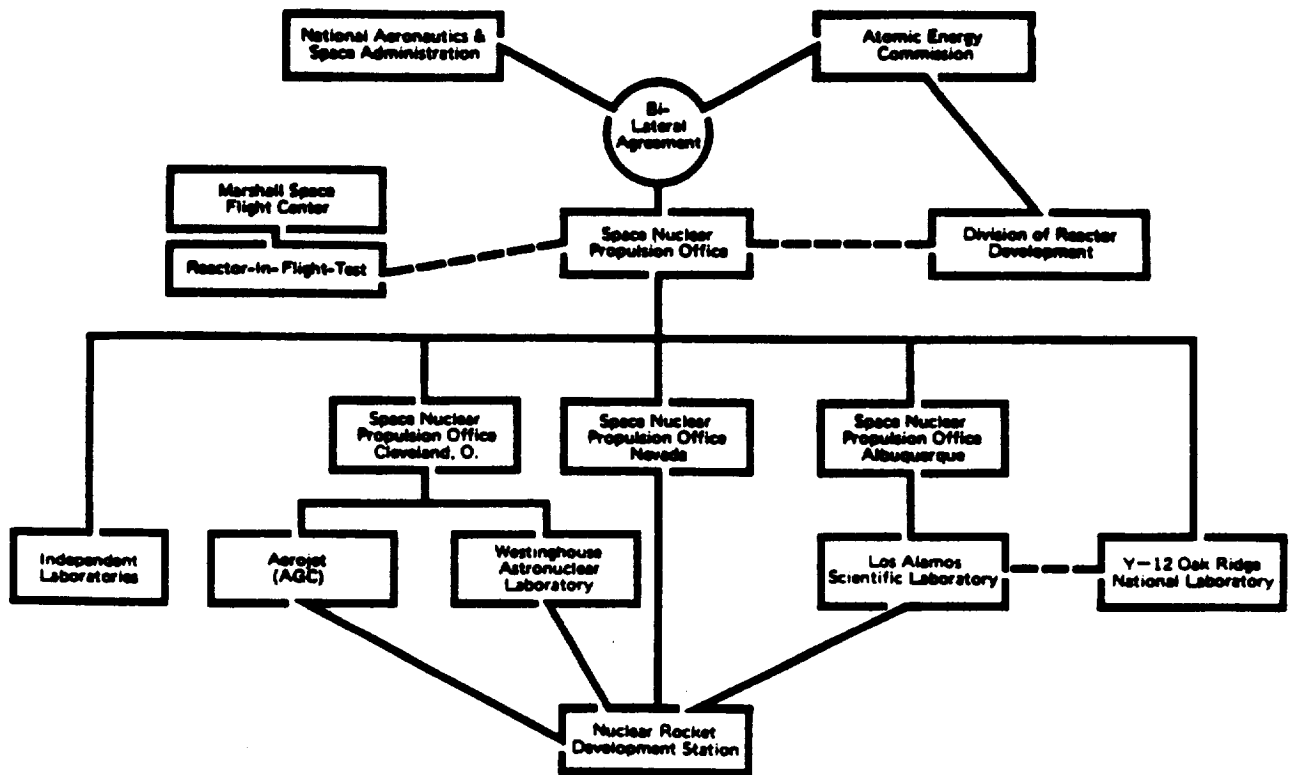 National Aeronautics &
Space Administration
Atomic Energy
Commission
Bi-
Lateral
Agreement
Marshall Space
Flight Center
Reactor-In-Flight-Test
Space Nuclear
Propulsion Office
Division of Reactor
Development
Space Nuclear
Propulsion Office
Cleveland, O.
Space Nuclear
Propulsion Office
Nevada
Space Nuclear
Propulsion Office
Albuquerque
Independent
Laboratories
Aerojet
(AGC)
Westinghouse
Astronuclear
Laboratory
Los Alamos
Scientific Laboratory
Y-12 Oak Ridge
National Laboratory
Nuclear Rocket
Development Station